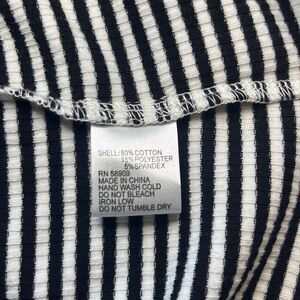 SHELL: 80% COTTON
15% POLYESTER
5% SPANDEX
RN 58909
MADE IN CHINA
HAND WASH COLD
DO NOT BLEACH
IRON LOW
DO NOT TUMBLE DRY